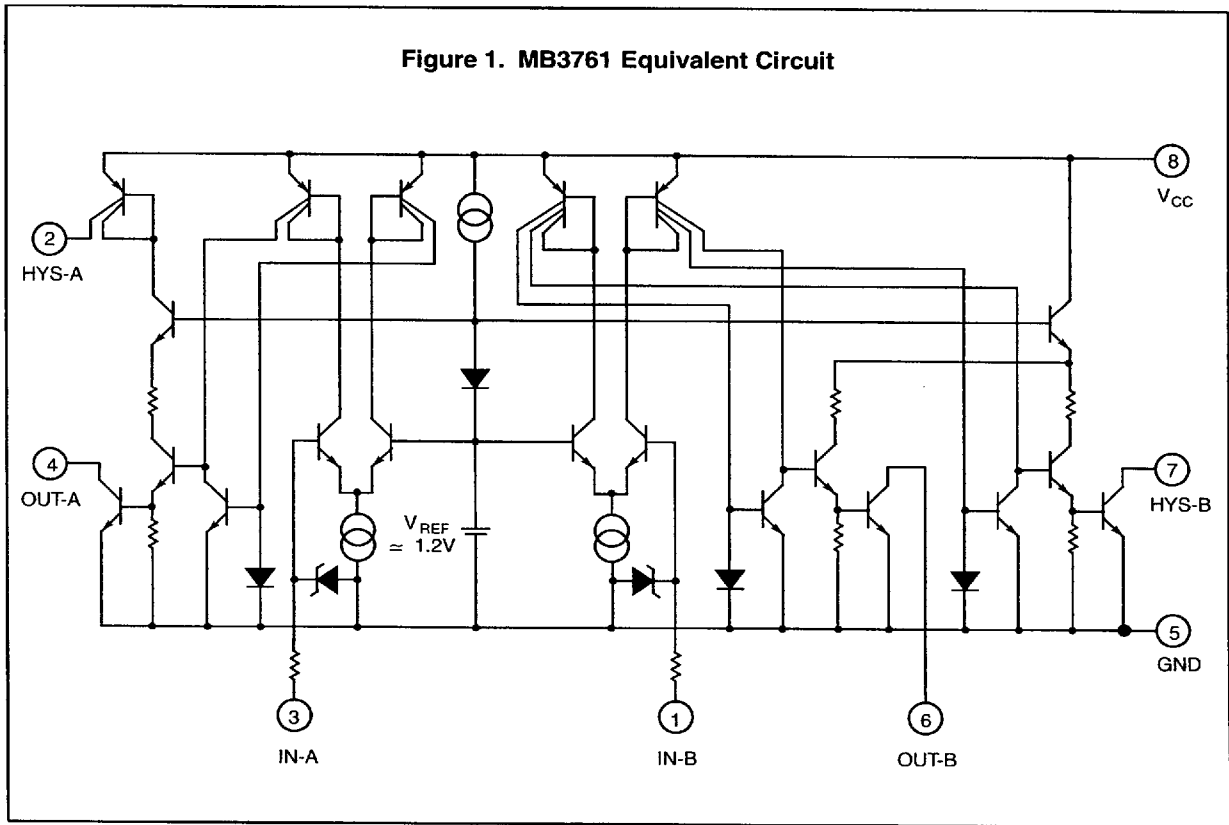 Figure 1. MB3761 Equivalent Circuit
8
VCC
2
HYS-A
4
OUT-A
VREF
≃ 1.2V
7
HYS-B
5
GND
3
IN-A
1
IN-B
6
OUT-B